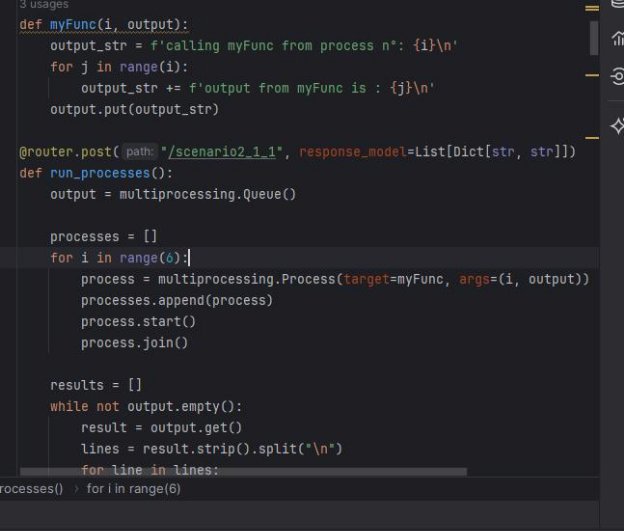 3 usages
def myFunc(i, output):
    output_str = f'calling myFunc from process n°: {i}\n'
    for j in range(i):
        output_str += f'output from myFunc is : {j}\n'
    output.put(output_str)
@router.post( path: "/scenario2_1_1", response_model=List[Dict[str, str]])
def run_processes():
    output = multiprocessing.Queue()
    processes = []
    for i in range(6):
        process = multiprocessing.Process(target=myFunc, args=(i, output))
        processes.append(process)
        process.start()
        process.join()
    results = []
    while not output.empty():
        result = output.get()
        lines = result.strip().split("\n")
        for line in lines:
rocesses() > for i in range(6)